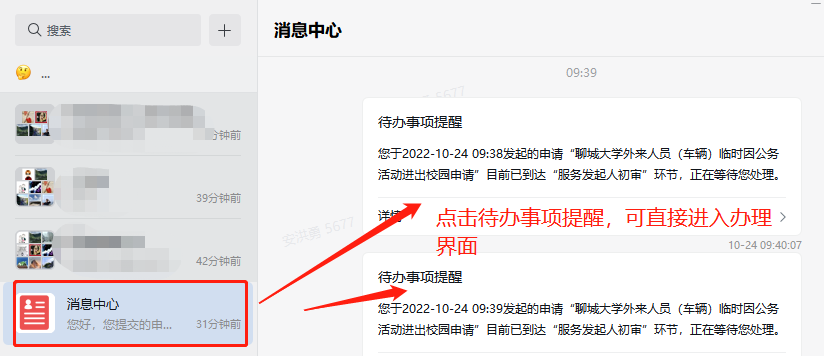 搜索
🤔 ...
分钟前
39分钟前
42分钟前
消息中心
您好，您提交的申...
31分钟前
消息中心
09:39
待办事项提醒
您于2022-10-24 09:38发起的申请“聊城大学外来人员（车辆）临时因公务
活动进出校园申请”目前已到达“服务发起人初审”环节，正在等待您处理。
详情
点击待办事项提醒，可直接进入办理
界面
10-24 09:40:07
待办事项提醒
您于2022-10-24 09:39发起的申请“聊城大学外来人员（车辆）临时因公务
活动进出校园申请”目前已到达“服务发起人初审”环节，正在等待您处理。
安洪勇 5677
5677